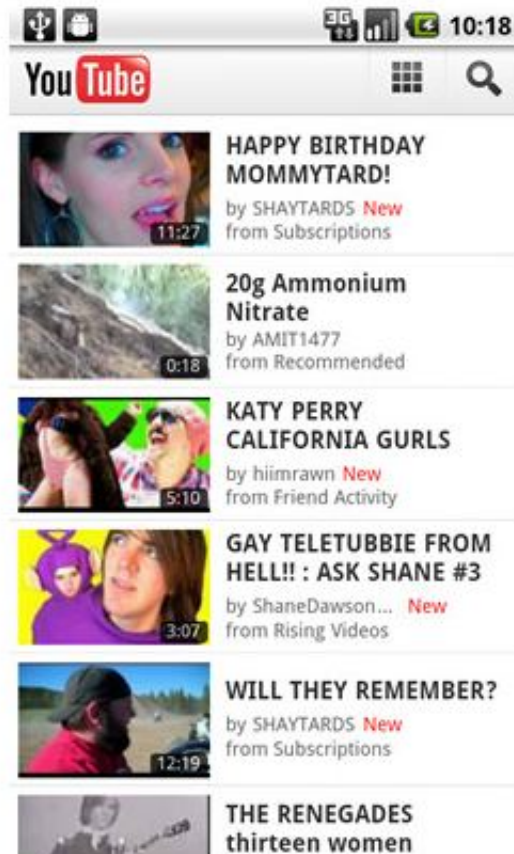 3G 10:18
YouTube
HAPPY BIRTHDAY
MOMMYTARD!
by SHAYTARDS New
from Subscriptions
11:27
20g Ammonium
Nitrate
by AMIT1477
from Recommended
0:18
KATY PERRY
CALIFORNIA GURLS
by hiimrawn New
from Friend Activity
5:10
GAY TELETUBBIE FROM
HELL!! : ASK SHANE #3
by ShaneDawson... New
from Rising Videos
3:07
WILL THEY REMEMBER?
by SHAYTARDS New
from Subscriptions
12:19
THE RENEGADES
thirteen women